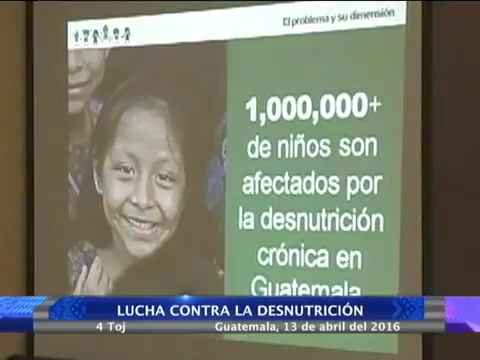 El problema y su dimensión
1,000,000+
de niños son
afectados por
la desnutrición
crónica en
Guatemala
LUCHA CONTRA LA DESNUTRICIÓN
4 Toj
Guatemala, 13 de abril del 2016